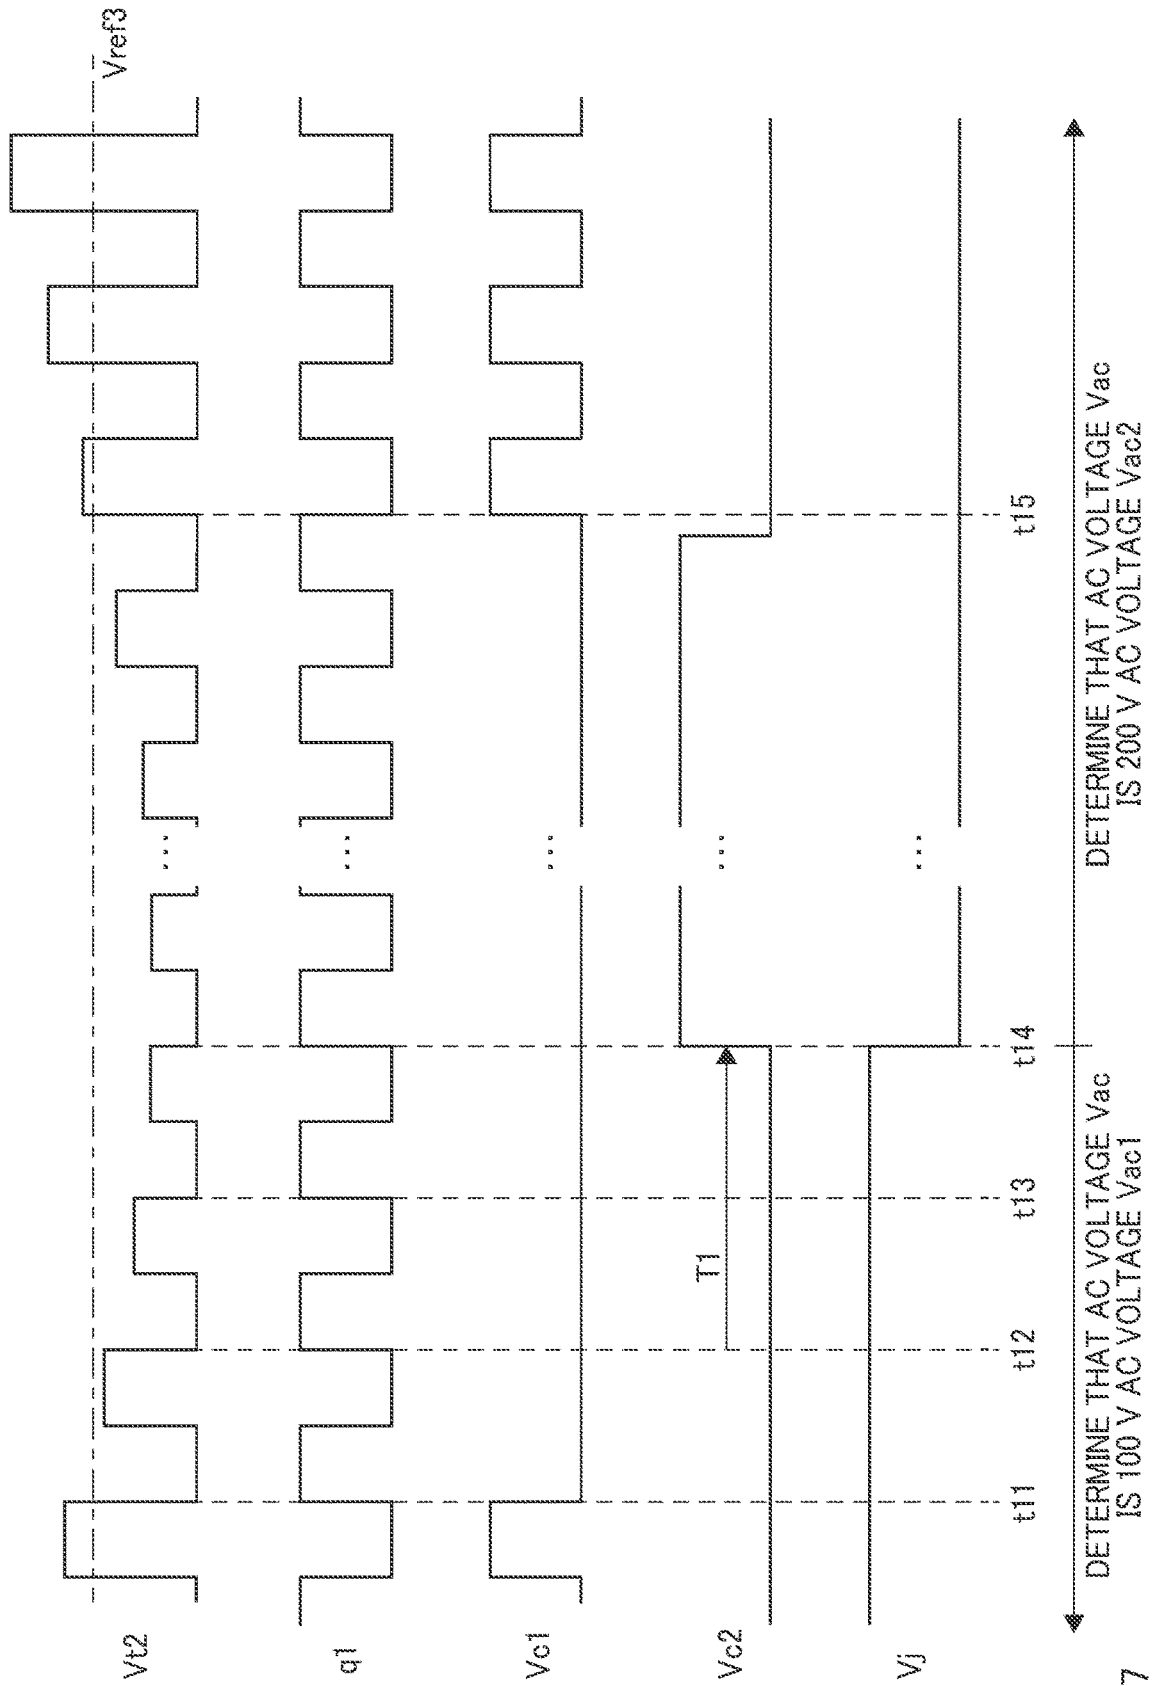 Vref3
Vt2
...
q1
...
Vc1
...
Vc2
T1
...
Vj
...
t11
t12
t13
t14
t15
DETERMINE THAT AC VOLTAGE Vac
IS 100 V AC VOLTAGE Vac1
DETERMINE THAT AC VOLTAGE Vac
IS 200 V AC VOLTAGE Vac2
7